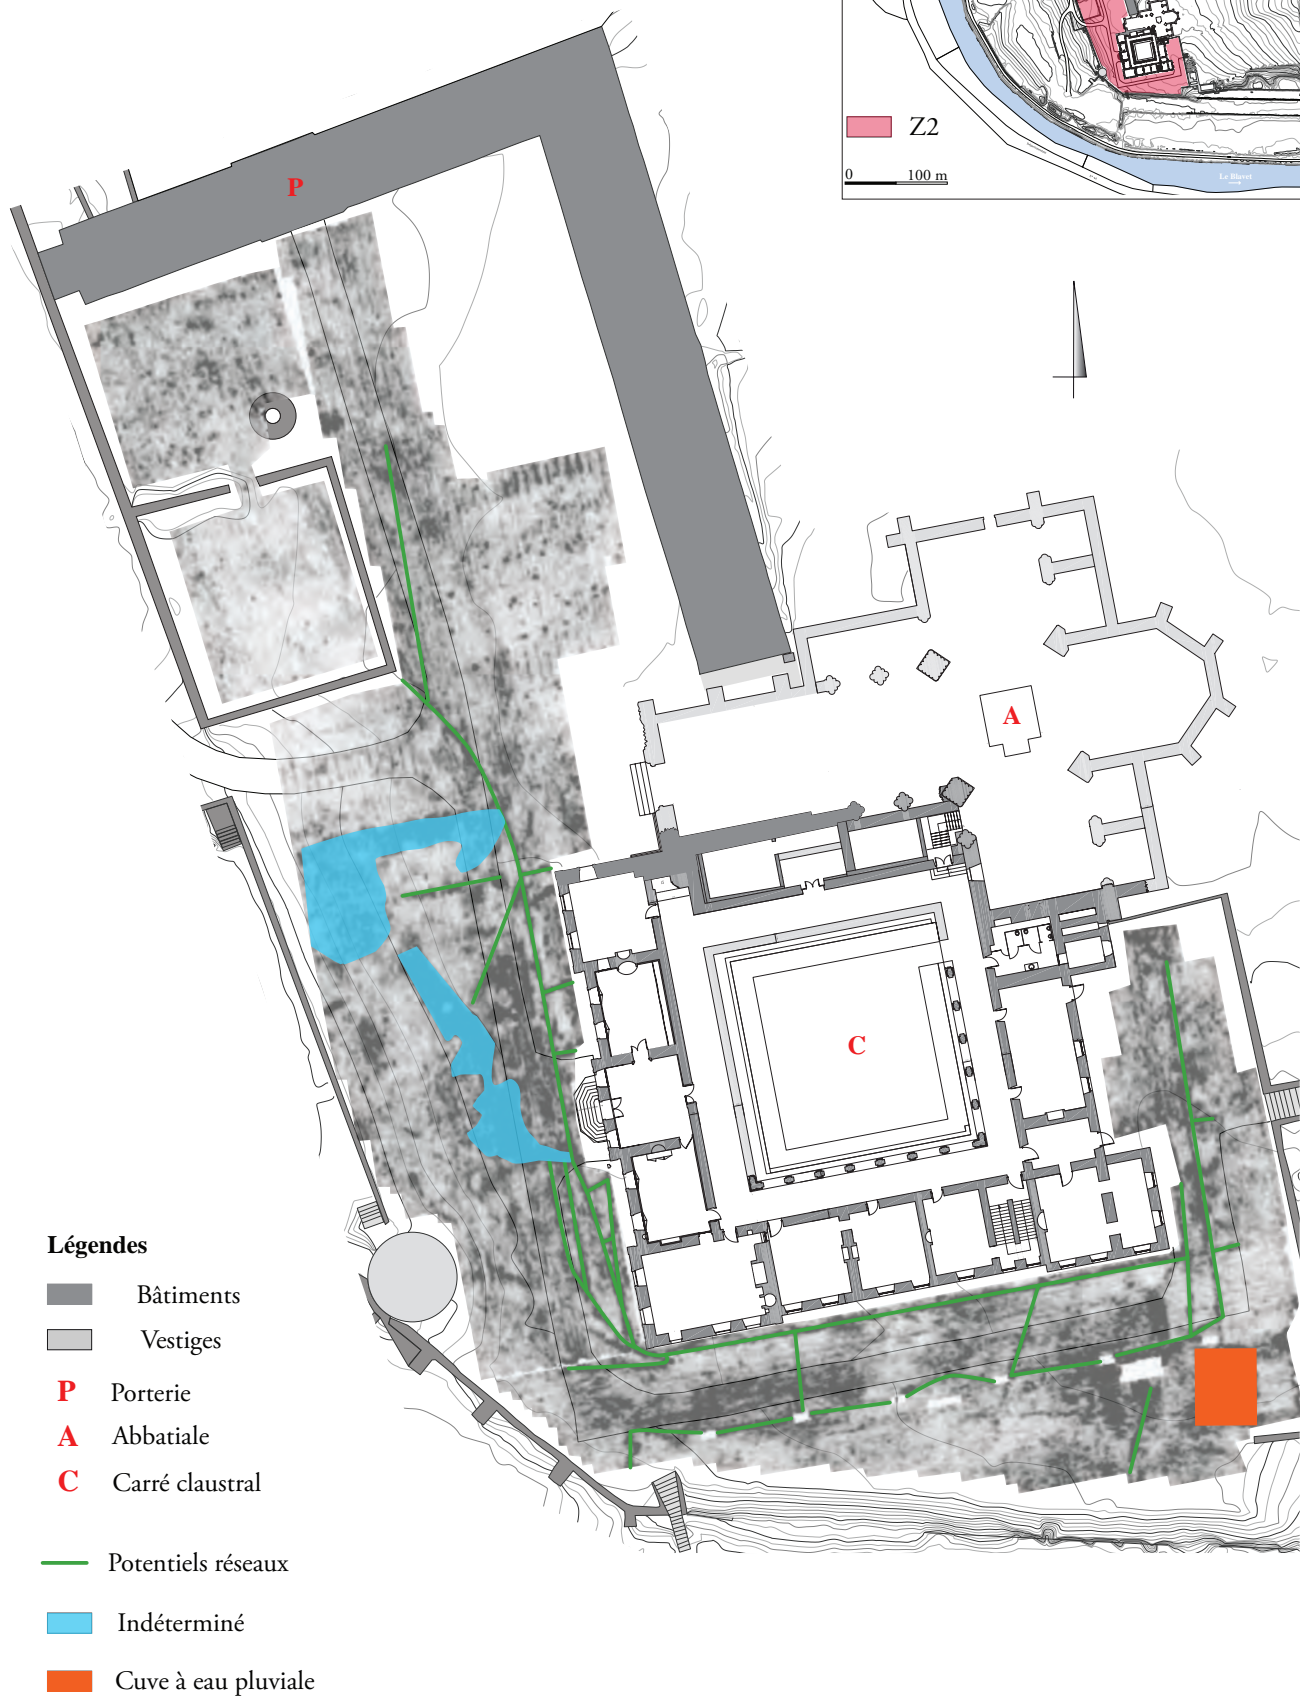 Z2
0 100 m
Le Blavet
P
A
C
Légendes
Bâtiments
Vestiges
P Porterie
A Abbatiale
C Carré claustral
Potentiels réseaux
Indéterminé
Cuve à eau pluviale